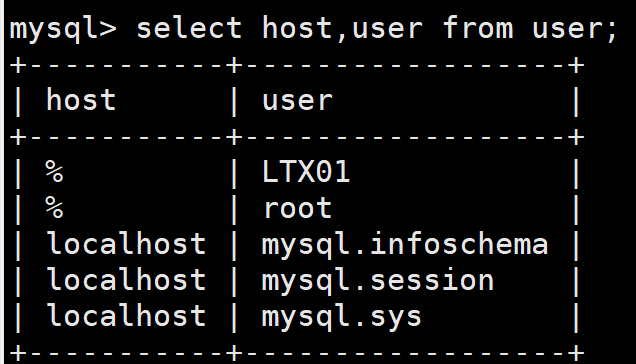 mysql> select host,user from user;
+-----------+------------------+
| host      | user             |
+-----------+------------------+
| %         | LTX01            |
| %         | root             |
| localhost | mysql.infoschema |
| localhost | mysql.session    |
| localhost | mysql.sys        |
+-----------+------------------+